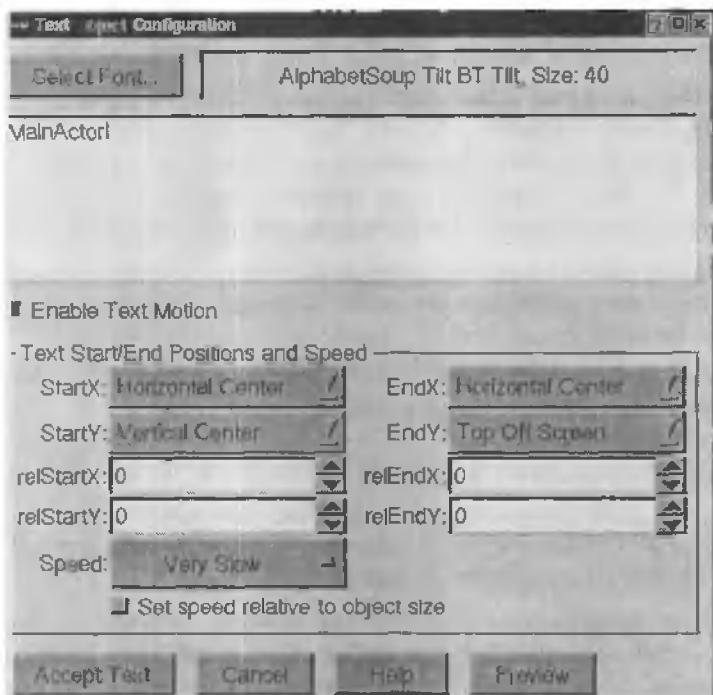 Text Object Configuration
Select Font... AlphabetSoup Tilt BT Tilt, Size: 40
MainActor
Enable Text Motion
Text Start/End Positions and Speed
StartX: Horizontal Center EndX: Horizontal Center
StartY: Vertical Center EndY: Top Off Screen
relStartX: 0 relEndX: 0
relStartY: 0 relEndY: 0
Speed: Very Slow
Set speed relative to object size
Accept Text Cancel Help Preview